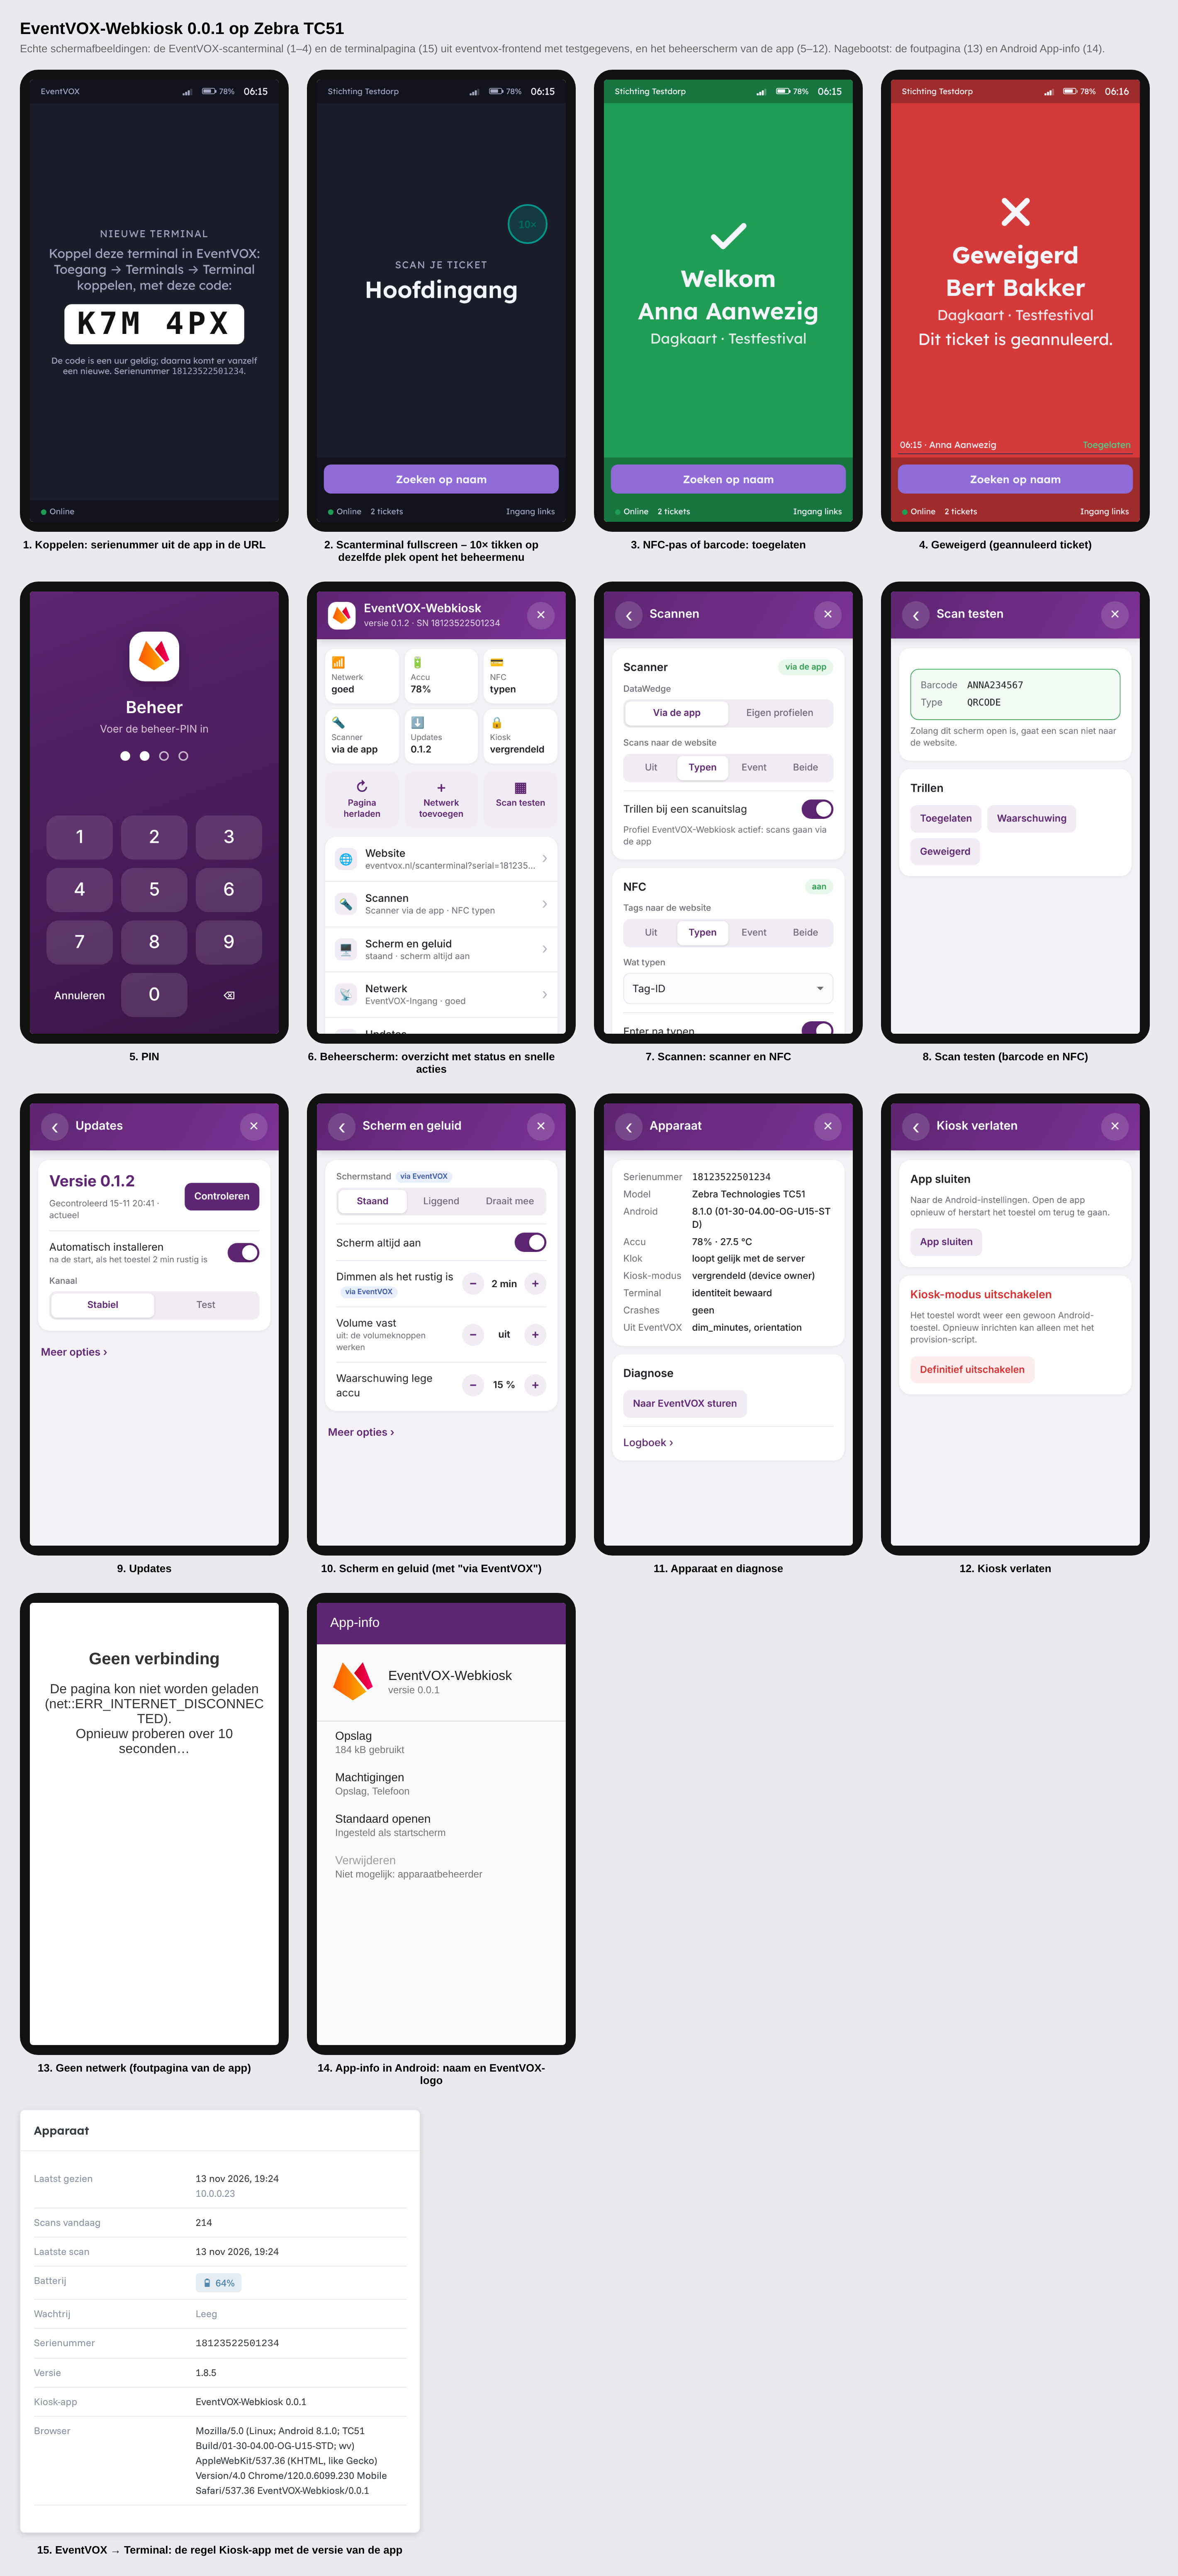 EventVOX-Webkiosk 0.0.1 op Zebra TC51
Echte schermafbeeldingen: de EventVOX-scanterminal (1–4) en de terminalpagina (15) uit eventvox-frontend met testgegevens, en het beheerscherm van de app (5–12). Nagebootst: de foutpagina (13) en Android App-info (14).
EventVOX 78% 06:15
NIEUWE TERMINAL
Koppel deze terminal in EventVOX:
Toegang → Terminals → Terminal
koppelen, met deze code:
K7M 4PX
De code is een uur geldig; daarna komt er vanzelf
een nieuwe. Serienummer 18123522501234.
Online
1. Koppelen: serienummer uit de app in de URL
Stichting Testdorp 78% 06:15
10×
SCAN JE TICKET
Hoofdingang
Zoeken op naam
Online 2 tickets Ingang links
2. Scanterminal fullscreen – 10× tikken op
dezelfde plek opent het beheermenu
Stichting Testdorp 78% 06:15
Welkom
Anna Aanwezig
Dagkaart · Testfestival
Zoeken op naam
Online 2 tickets Ingang links
3. NFC-pas of barcode: toegelaten
Stichting Testdorp 78% 06:16
Geweigerd
Bert Bakker
Dagkaart · Testfestival
Dit ticket is geannuleerd.
06:15 · Anna Aanwezig Toegelaten
Zoeken op naam
Online 2 tickets Ingang links
4. Geweigerd (geannuleerd ticket)
Beheer
Voer de beheer-PIN in
1 2 3
4 5 6
7 8 9
Annuleren 0
5. PIN
EventVOX-Webkiosk
versie 0.1.2 · SN 18123522501234
Netwerk
goed
Accu
78%
NFC
typen
Scanner
via de app
Updates
0.1.2
Kiosk
vergrendeld
Pagina
herladen
Netwerk
toevoegen
Scan testen
Website
eventvox.nl/scanterminal?serial=181235...
Scannen
Scanner via de app · NFC typen
Scherm en geluid
staand · scherm altijd aan
Netwerk
EventVOX-Ingang · goed
Updates
6. Beheerscherm: overzicht met status en snelle
acties
Scannen
Scanner via de app
DataWedge
Via de app Eigen profielen
Scans naar de website
Uit Typen Event Beide
Trillen bij een scanuitslag
Profiel EventVOX-Webkiosk actief: scans gaan via
de app
NFC aan
Tags naar de website
Uit Typen Event Beide
Wat typen
Tag-ID
Enter na typen
7. Scannen: scanner en NFC
Scan testen
Barcode ANNA234567
Type QRCODE
Zolang dit scherm open is, gaat een scan niet naar
de website.
Trillen
Toegelaten Waarschuwing
Geweigerd
8. Scan testen (barcode en NFC)
Updates
Versie 0.1.2
Gecontroleerd 15-11 20:41 ·
actueel
Controleren
Automatisch installeren
na de start, als het toestel 2 min rustig is
Kanaal
Stabiel Test
Meer opties ›
9. Updates
Scherm en geluid
Schermstand via EventVOX
Staand Liggend Draait mee
Scherm altijd aan
Dimmen als het rustig is
via EventVOX
− 2 min +
Volume vast
uit: de volumeknoppen
werken
− uit +
Waarschuwing lege
accu
− 15 % +
Meer opties ›
10. Scherm en geluid (met "via EventVOX")
Apparaat
Serienummer 18123522501234
Model Zebra Technologies TC51
Android 8.1.0 (01-30-04.00-OG-U15-ST
D)
Accu 78% · 27.5 °C
Klok loopt gelijk met de server
Kiosk-modus vergrendeld (device owner)
Terminal identiteit bewaard
Crashes geen
Uit EventVOX dim_minutes, orientation
Diagnose
Naar EventVOX sturen
Logboek ›
11. Apparaat en diagnose
Kiosk verlaten
App sluiten
Naar de Android-instellingen. Open de app
opnieuw of herstart het toestel om terug te gaan.
App sluiten
Kiosk-modus uitschakelen
Het toestel wordt weer een gewoon Android-
toestel. Opnieuw inrichten kan alleen met het
provision-script.
Definitief uitschakelen
12. Kiosk verlaten
Geen verbinding
De pagina kon niet worden geladen
(net::ERR_INTERNET_DISCONNEC
TED).
Opnieuw proberen over 10
seconden…
13. Geen netwerk (foutpagina van de app)
App-info
EventVOX-Webkiosk
versie 0.0.1
Opslag
184 kB gebruikt
Machtigingen
Opslag, Telefoon
Standaard openen
Ingesteld als startscherm
Verwijderen
Niet mogelijk: apparaatbeheerder
14. App-info in Android: naam en EventVOX-
logo
Apparaat
Laatst gezien 13 nov 2026, 19:24
10.0.0.23
Scans vandaag 214
Laatste scan 13 nov 2026, 19:24
Batterij 64%
Wachtrij Leeg
Serienummer 18123522501234
Versie 1.8.5
Kiosk-app EventVOX-Webkiosk 0.0.1
Browser Mozilla/5.0 (Linux; Android 8.1.0; TC51
Build/01-30-04.00-OG-U15-STD; wv)
AppleWebKit/537.36 (KHTML, like Gecko)
Version/4.0 Chrome/120.0.6099.230 Mobile
Safari/537.36 EventVOX-Webkiosk/0.0.1
15. EventVOX → Terminal: de regel Kiosk-app met de versie van de app